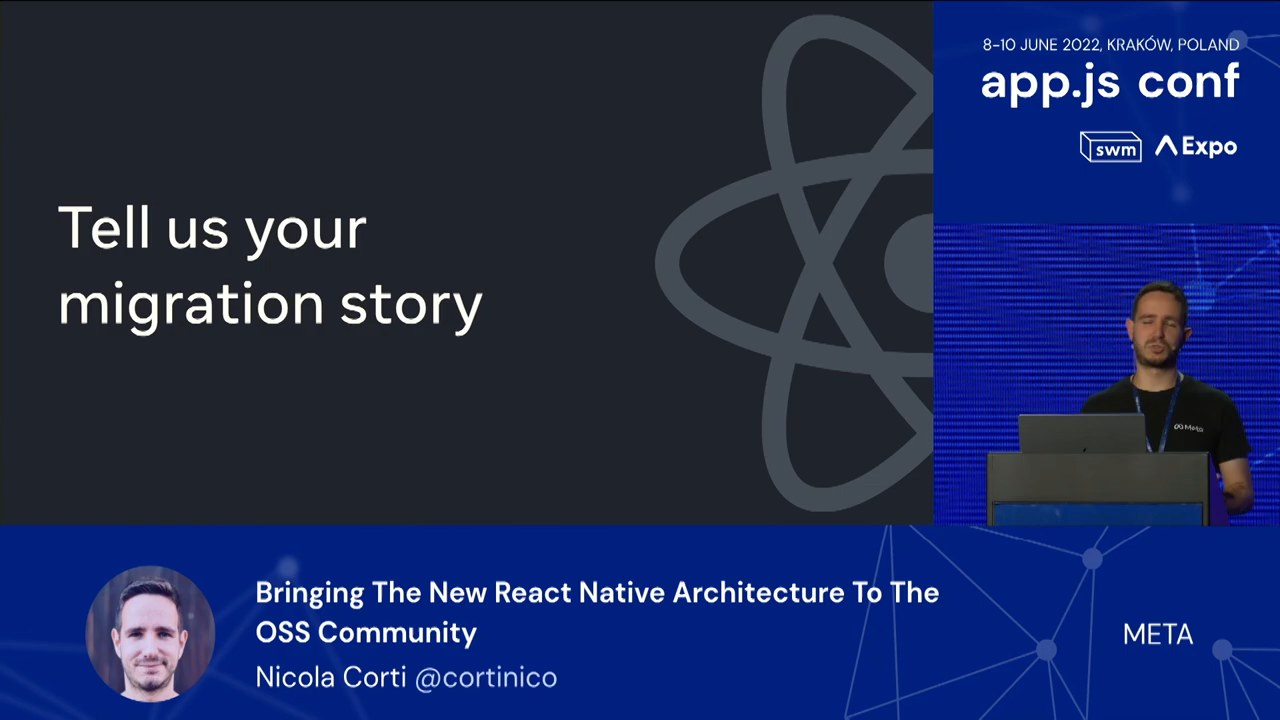 Tell us your
migration story
8-10 JUNE 2022, KRAKÓW, POLAND
app.js conf
swm
Expo
Meta
Bringing The New React Native Architecture To The
OSS Community
Nicola Corti @cortinico
META